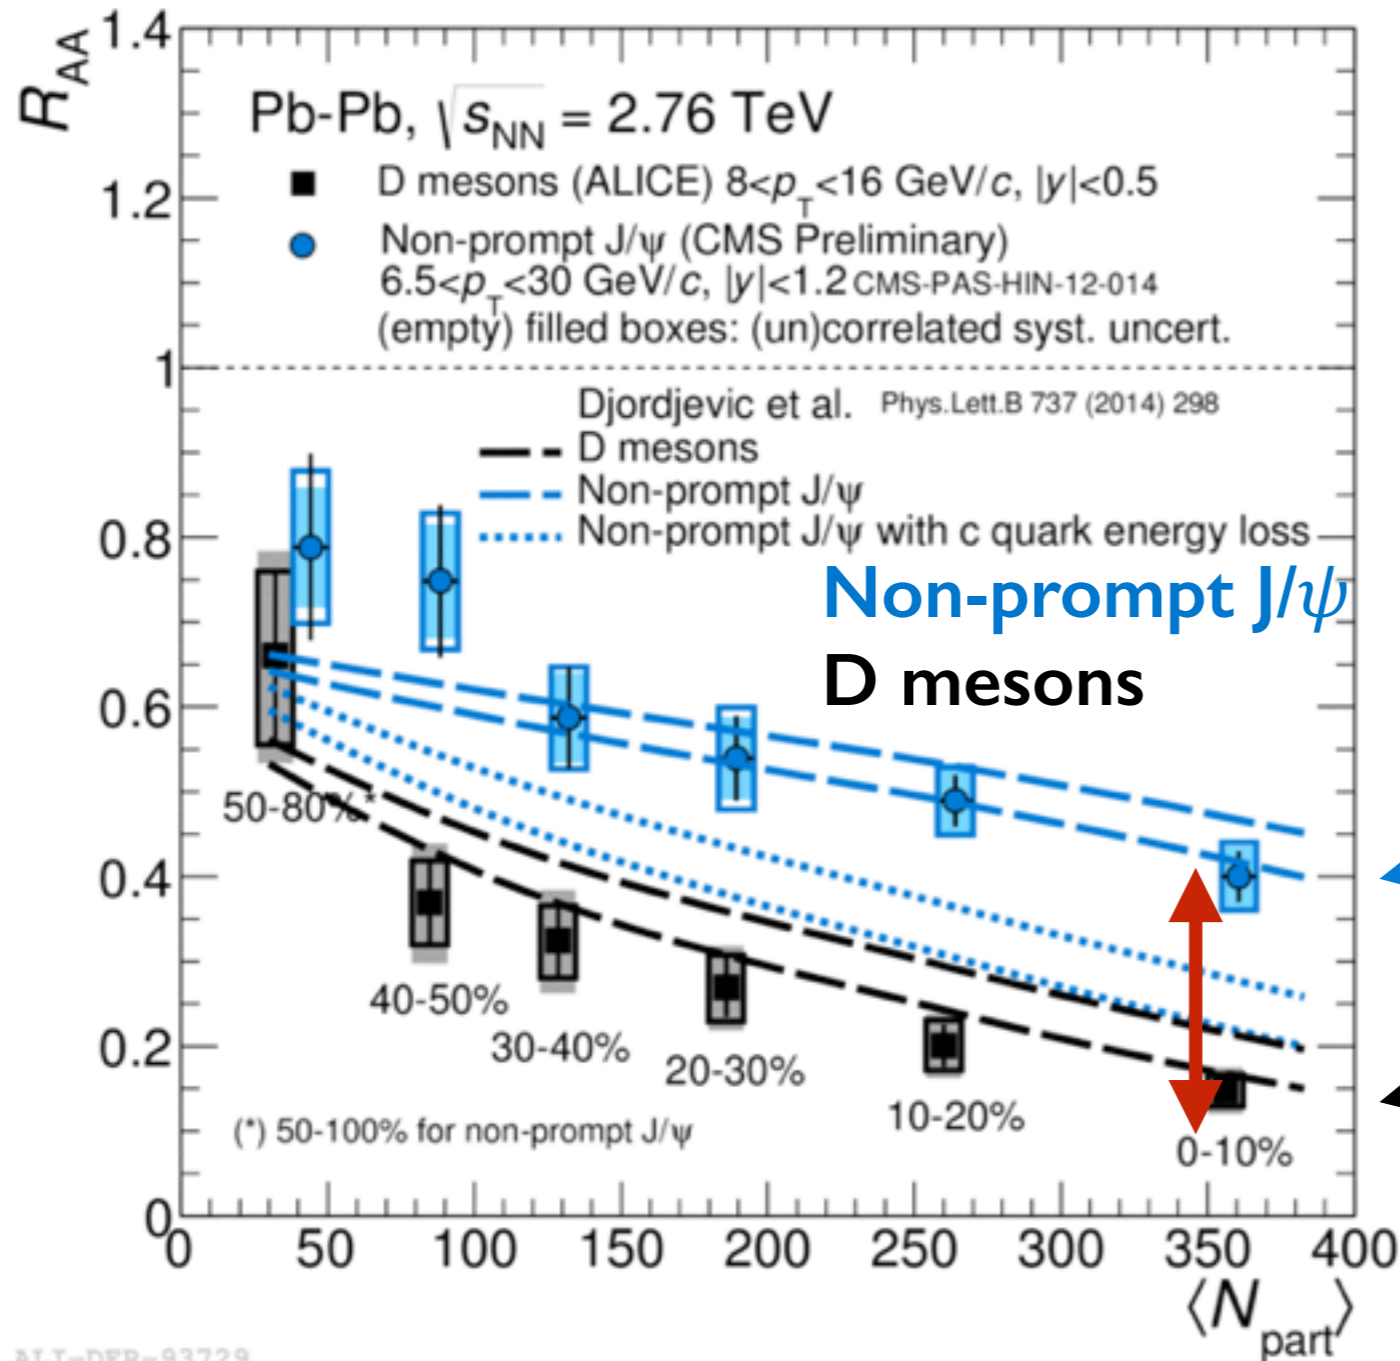 R_AA
1.4
1.2
1
0.8
0.6
0.4
0.2
0
Pb-Pb, √s_NN = 2.76 TeV
D mesons (ALICE) 8<p_T<16 GeV/c, |y|<0.5
Non-prompt J/ψ (CMS Preliminary)
6.5<p_T<30 GeV/c, |y|<1.2 CMS-PAS-HIN-12-014
(empty) filled boxes: (un)correlated syst. uncert.
Djordjevic et al. Phys.Lett.B 737 (2014) 298
D mesons
Non-prompt J/ψ
Non-prompt J/ψ with c quark energy loss
Non-prompt J/ψ
D mesons
50-80%*
40-50%
30-40%
20-30%
10-20%
0-10%
(*) 50-100% for non-prompt J/ψ
0 50 100 150 200 250 300 350 400
⟨N_part⟩
ALI-DER-93729